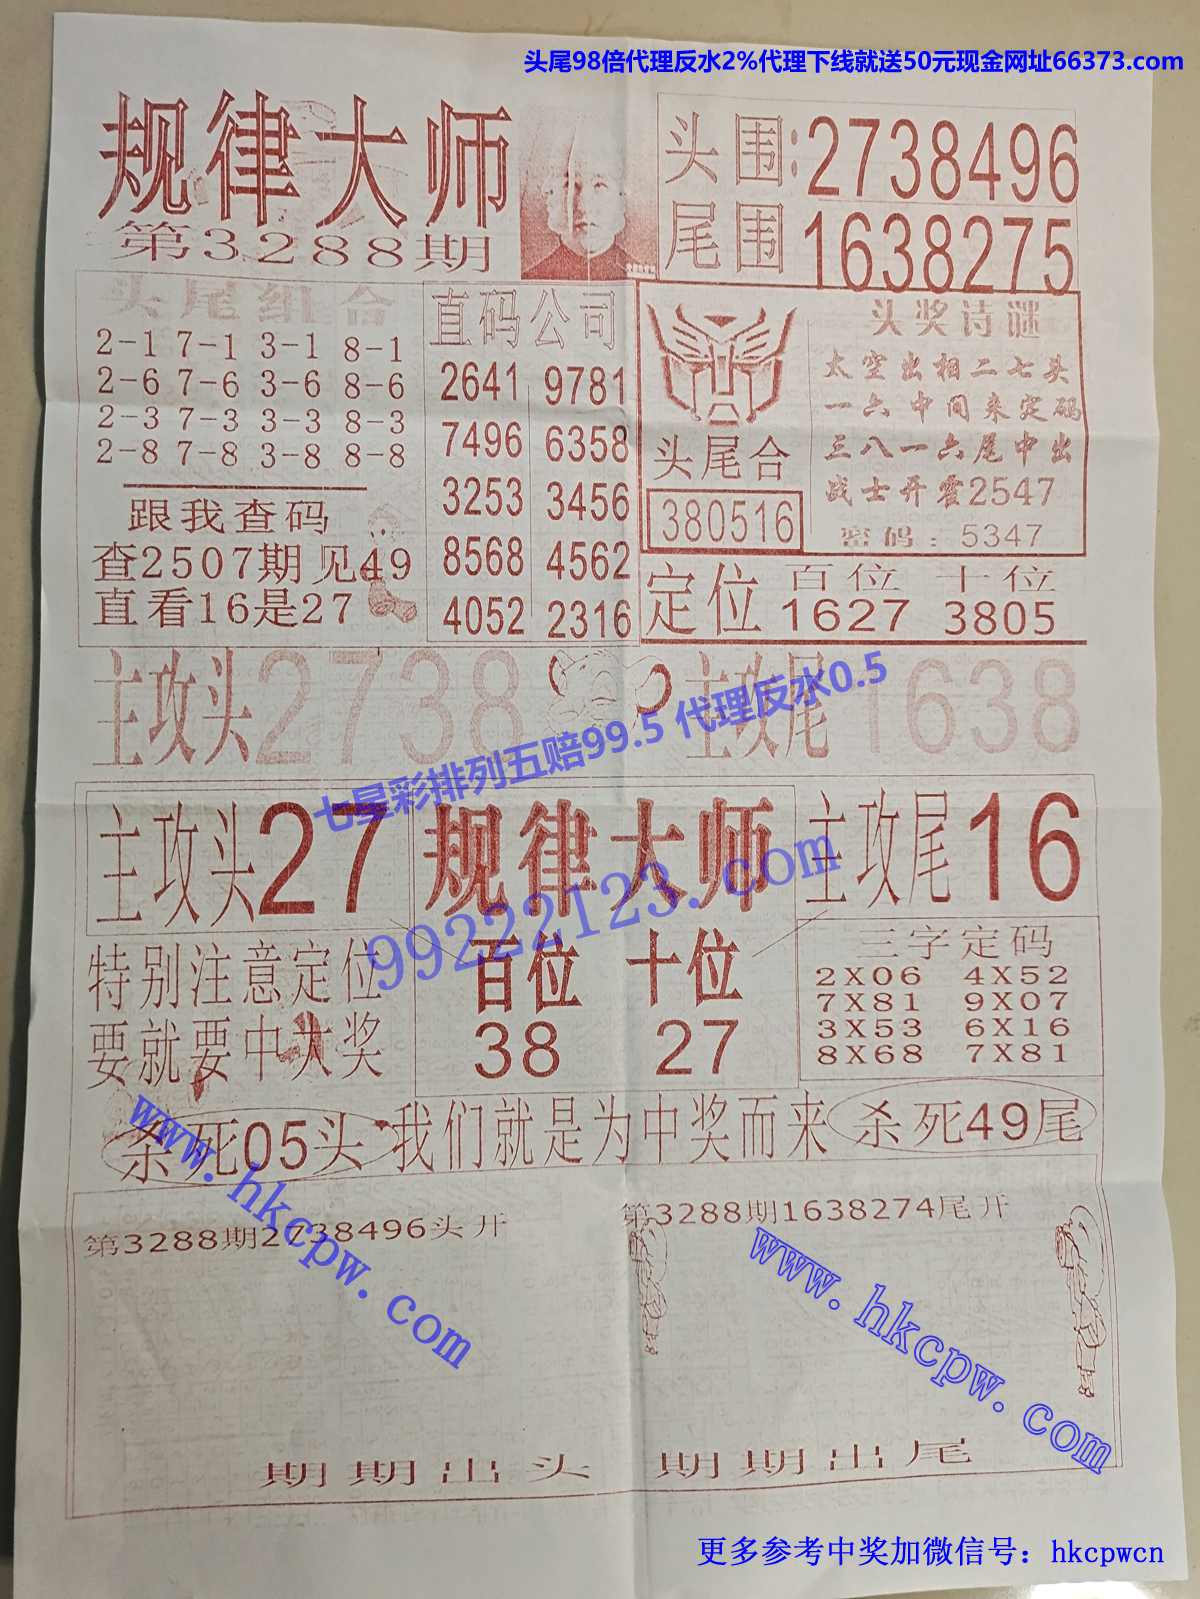 头尾98倍代理反水2%代理下线就送50元现金网址66373.com
规律大师
第3288期
头围:2738496
尾围1638275
头尾组合
2-1 7-1 3-1 8-1
2-6 7-6 3-6 8-6
2-3 7-3 3-3 8-3
2-8 7-8 3-8 8-8
跟我查码
查2507期见49
直看16是27
直码公司
2641 9781
7496 6358
3253 3456
8568 4562
4052 2316
头尾合
380516
头奖诗谜
太空出相二七头
一六中间来定码
三八一六尾中出
战士开霍2547
密码：5347
定位 百位 十位
1627 3805
主攻头2738 主攻尾1638
七星彩排列五赔99.5 代理反水0.5
99222123.com
主攻头27 规律大师 主攻尾16
特别注意定位
要就要中大奖
百位 十位
38 27
三字定码
2X06 4X52
7X81 9X07
3X53 6X16
8X68 7X81
杀死05头 我们就是为中奖而来 杀死49尾
www.hkcpw.com
第3288期2738496头开
第3288期1638274尾开
www.hkcpw.com
期期出头 期期出尾
更多参考中奖加微信号：hkcpwcn